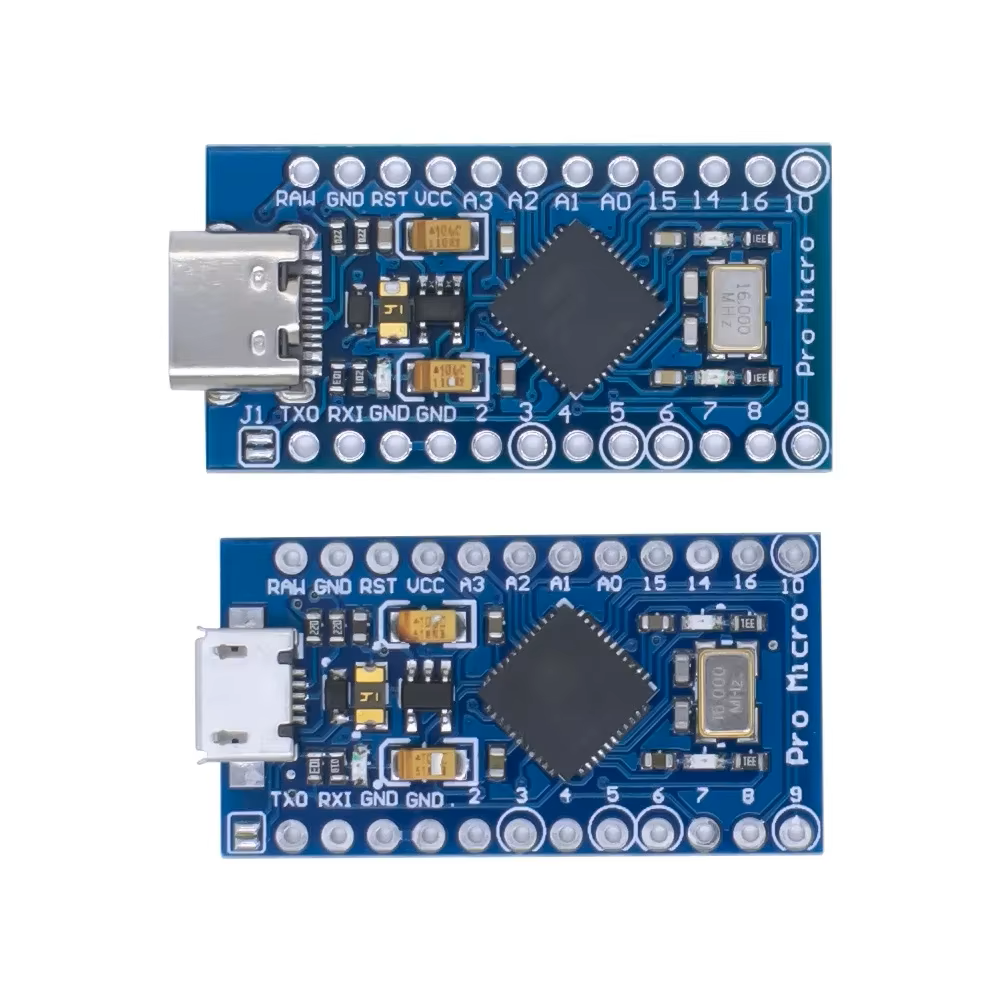 RAW GND RST VCC A3 A2 A1 A0 15 14 16 10
16.000
MHz
Pro Micro
J1 TXO RXI GND GND 2 3 4 5 6 7 8 9
RAW GND RST VCC A3 A2 A1 A0 15 14 16 10
16.000
MHz
Pro Micro
TXO RXI GND GND 2 3 4 5 6 7 8 9